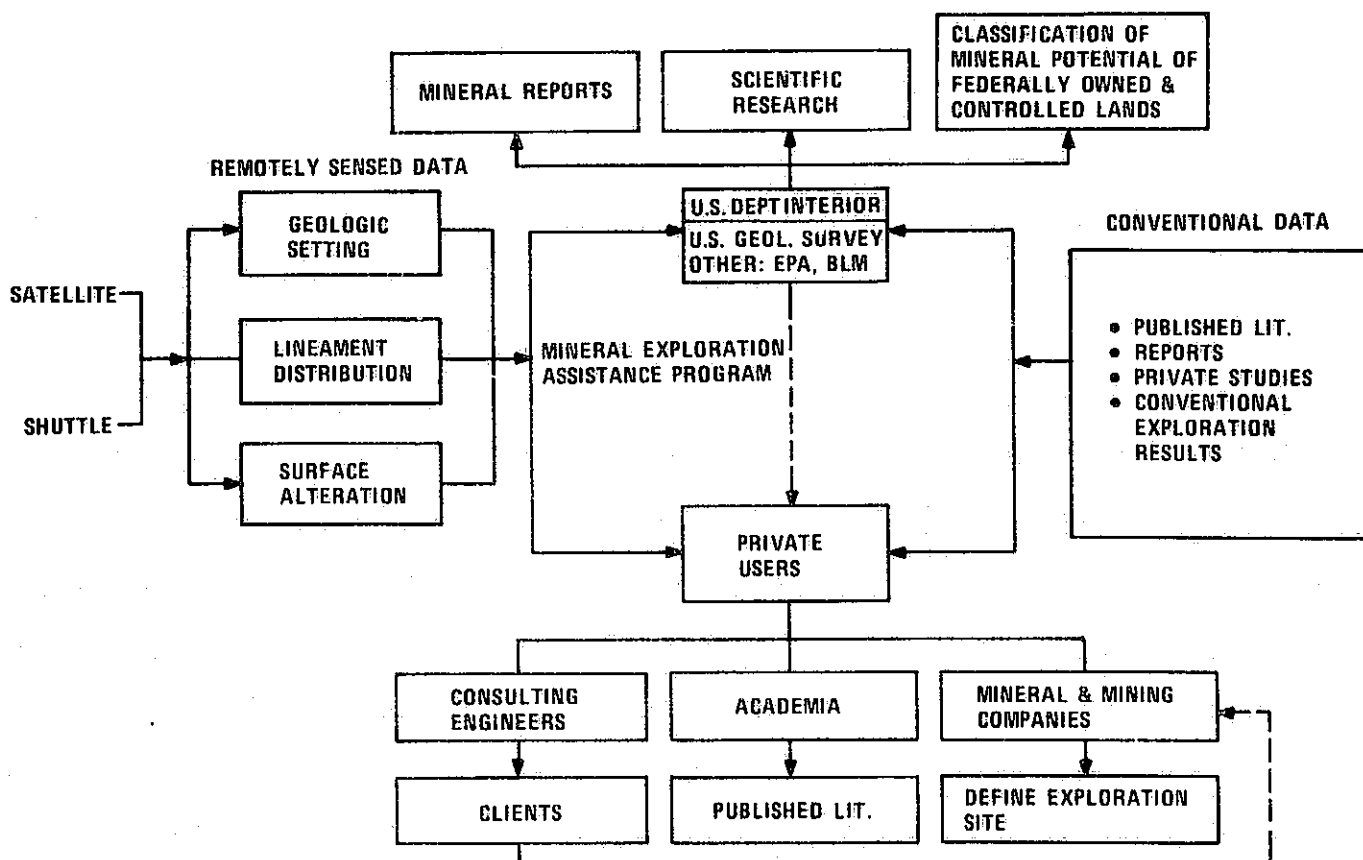 CLASSIFICATION OF
MINERAL POTENTIAL OF
FEDERALLY OWNED &
CONTROLLED LANDS
SCIENTIFIC
RESEARCH
MINERAL REPORTS
REMOTELY SENSED DATA
GEOLOGIC
SETTING
U.S. DEPT INTERIOR
U.S. GEOL. SURVEY
OTHER: EPA, BLM
CONVENTIONAL DATA
SATELLITE
SHUTTLE
LINEAMENT
DISTRIBUTION
MINERAL EXPLORATION
ASSISTANCE PROGRAM
• PUBLISHED LIT.
• REPORTS
• PRIVATE STUDIES
• CONVENTIONAL
EXPLORATION
RESULTS
SURFACE
ALTERATION
PRIVATE
USERS
CONSULTING
ENGINEERS
ACADEMIA
MINERAL & MINING
COMPANIES
CLIENTS
PUBLISHED LIT.
DEFINE EXPLORATION
SITE